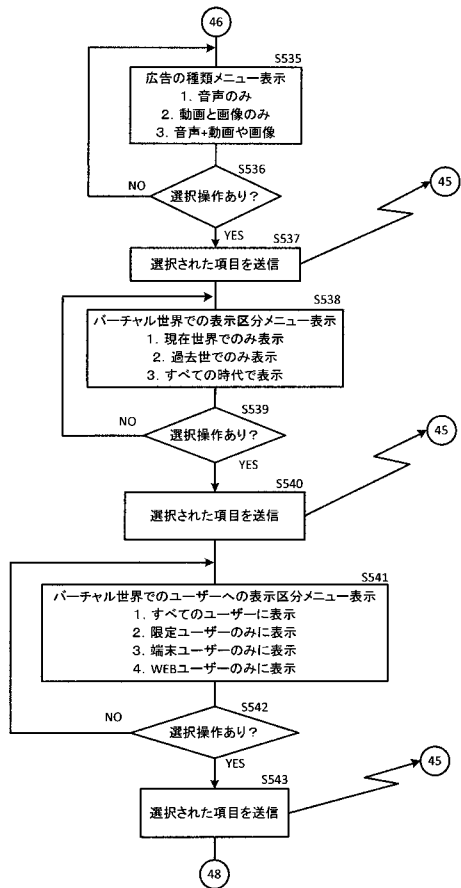 46
S535
広告の種類メニュー表示
1. 音声のみ
2. 動画と画像のみ
3. 音声+動画や画像
S536
NO
選択操作あり？
45
YES
S537
選択された項目を送信
S538
バーチャル世界での表示区分メニュー表示
1. 現在世界でのみ表示
2. 過去世でのみ表示
3. すべての時代で表示
S539
NO
選択操作あり？
45
YES
S540
選択された項目を送信
S541
バーチャル世界でのユーザーへの表示区分メニュー表示
1. すべてのユーザーに表示
2. 限定ユーザーのみに表示
3. 端末ユーザーのみに表示
4. WEBユーザーのみに表示
S542
NO
選択操作あり？
45
YES
S543
選択された項目を送信
48